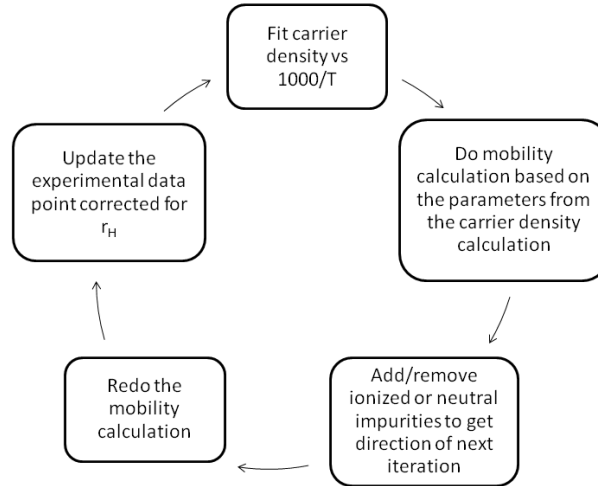 Fit carrier
density vs
1000/T
Do mobility
calculation based on
the parameters from
the carrier density
calculation
Add/remove
ionized or neutral
impurities to get
direction of next
iteration
Redo the
mobility
calculation
Update the
experimental data
point corrected for
r_H